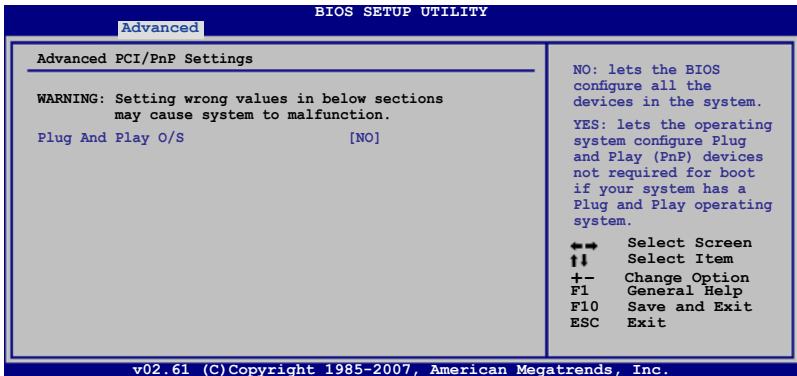 BIOS SETUP UTILITY
Advanced
Advanced PCI/PnP Settings
WARNING: Setting wrong values in below sections
may cause system to malfunction.
Plug And Play O/S [NO]
NO: lets the BIOS
configure all the
devices in the system.
YES: lets the operating
system configure Plug
and Play (PnP) devices
not required for boot
if your system has a
Plug and Play operating
system.
←→ Select Screen
↑↓ Select Item
+- Change Option
F1 General Help
F10 Save and Exit
ESC Exit
v02.61 (C)Copyright 1985-2007, American Megatrends, Inc.